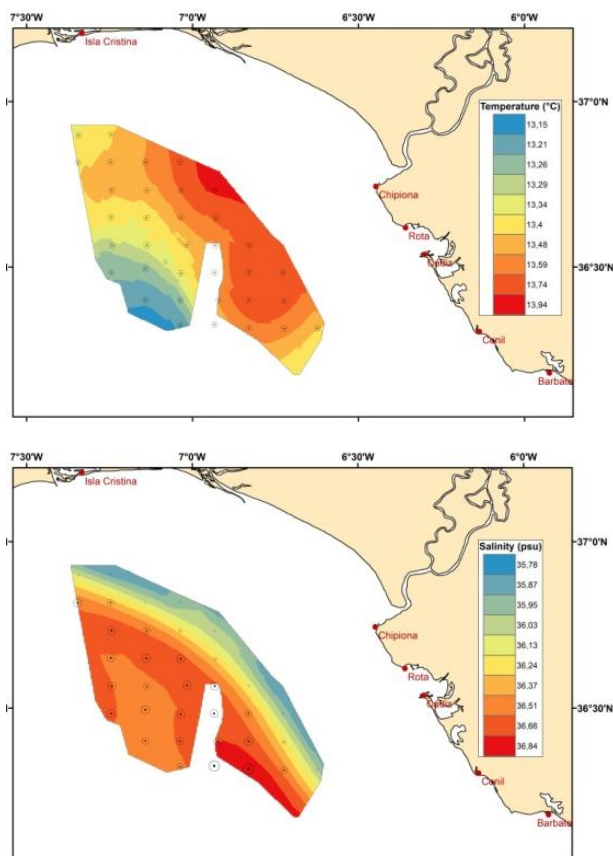 7°30'W 7°0'W 6°30'W 6°0'W
Isla Cristina
37°0'N
Temperature (°C)
13,15
13,21
13,26
13,29
13,34
13,4
13,48
13,59
13,74
13,94
Chipiona
Rota
Cádiz
36°30'N
Conil
Barbate
7°30'W 7°0'W 6°30'W 6°0'W
Isla Cristina
37°0'N
Salinity (psu)
35,78
35,87
35,95
36,03
36,13
36,24
36,37
36,51
36,66
36,84
Chipiona
Rota
Cádiz
36°30'N
Conil
Barbate